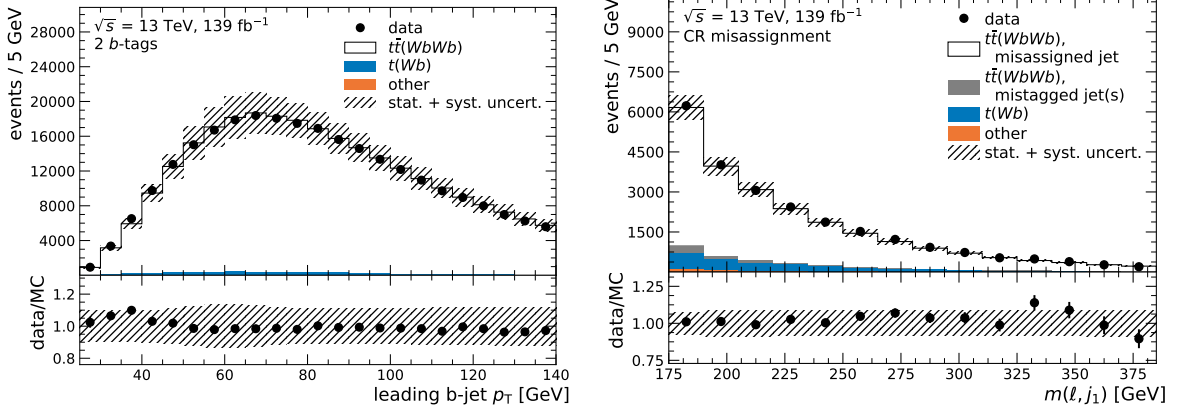 √s = 13 TeV, 139 fb⁻¹
2 b-tags
data
tt̄(WbWb)
t(Wb)
other
stat. + syst. uncert.
events / 5 GeV
28000
24000
20000
16000
12000
8000
4000
data/MC
1.2
1.0
0.8
40 60 80 100 120 140
leading b-jet pT [GeV]
√s = 13 TeV, 139 fb⁻¹
CR misassignment
data
tt̄(WbWb),
misassigned jet
tt̄(WbWb),
mistagged jet(s)
t(Wb)
other
stat. + syst. uncert.
events / 5 GeV
9000
7500
6000
4500
3000
1500
data/MC
1.25
1.00
0.75
175 200 225 250 275 300 325 350 375
m(ℓ, j₁) [GeV]